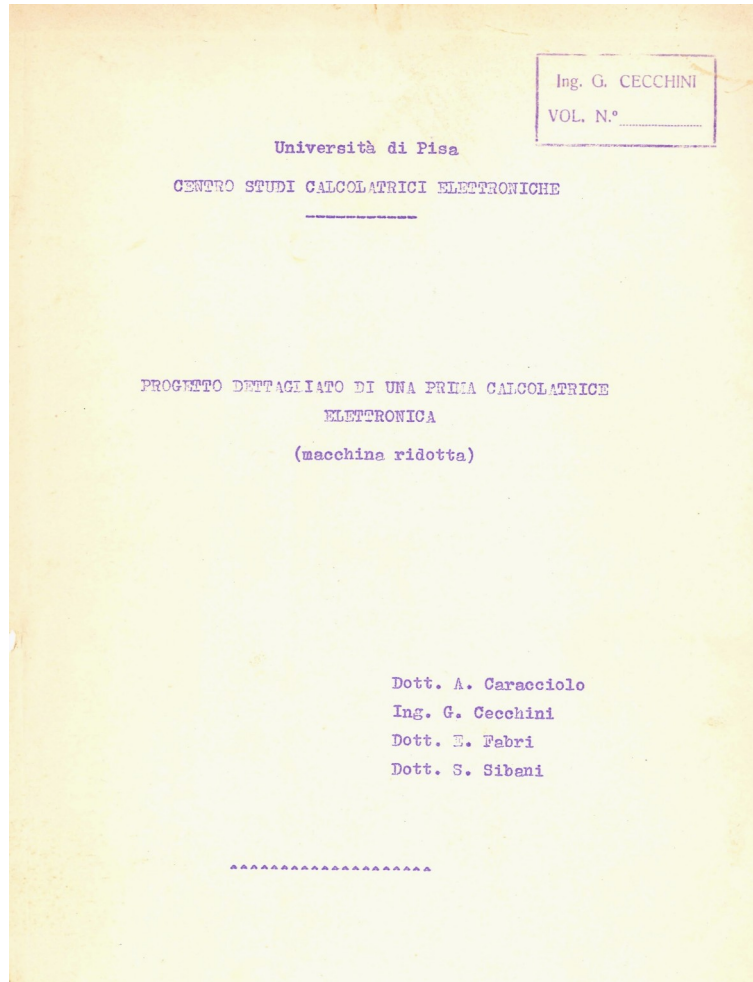 Ing. G. CECCHINI
VOL. N.º
Università di Pisa
CENTRO STUDI CALCOLATRICI ELETTRONICHE
PROGETTO DETTAGLIATO DI UNA PRIMA CALCOLATRICE
ELETTRONICA
(macchina ridotta)
Dott. A. Caracciolo
Ing. G. Cecchini
Dott. E. Fabri
Dott. S. Sibani